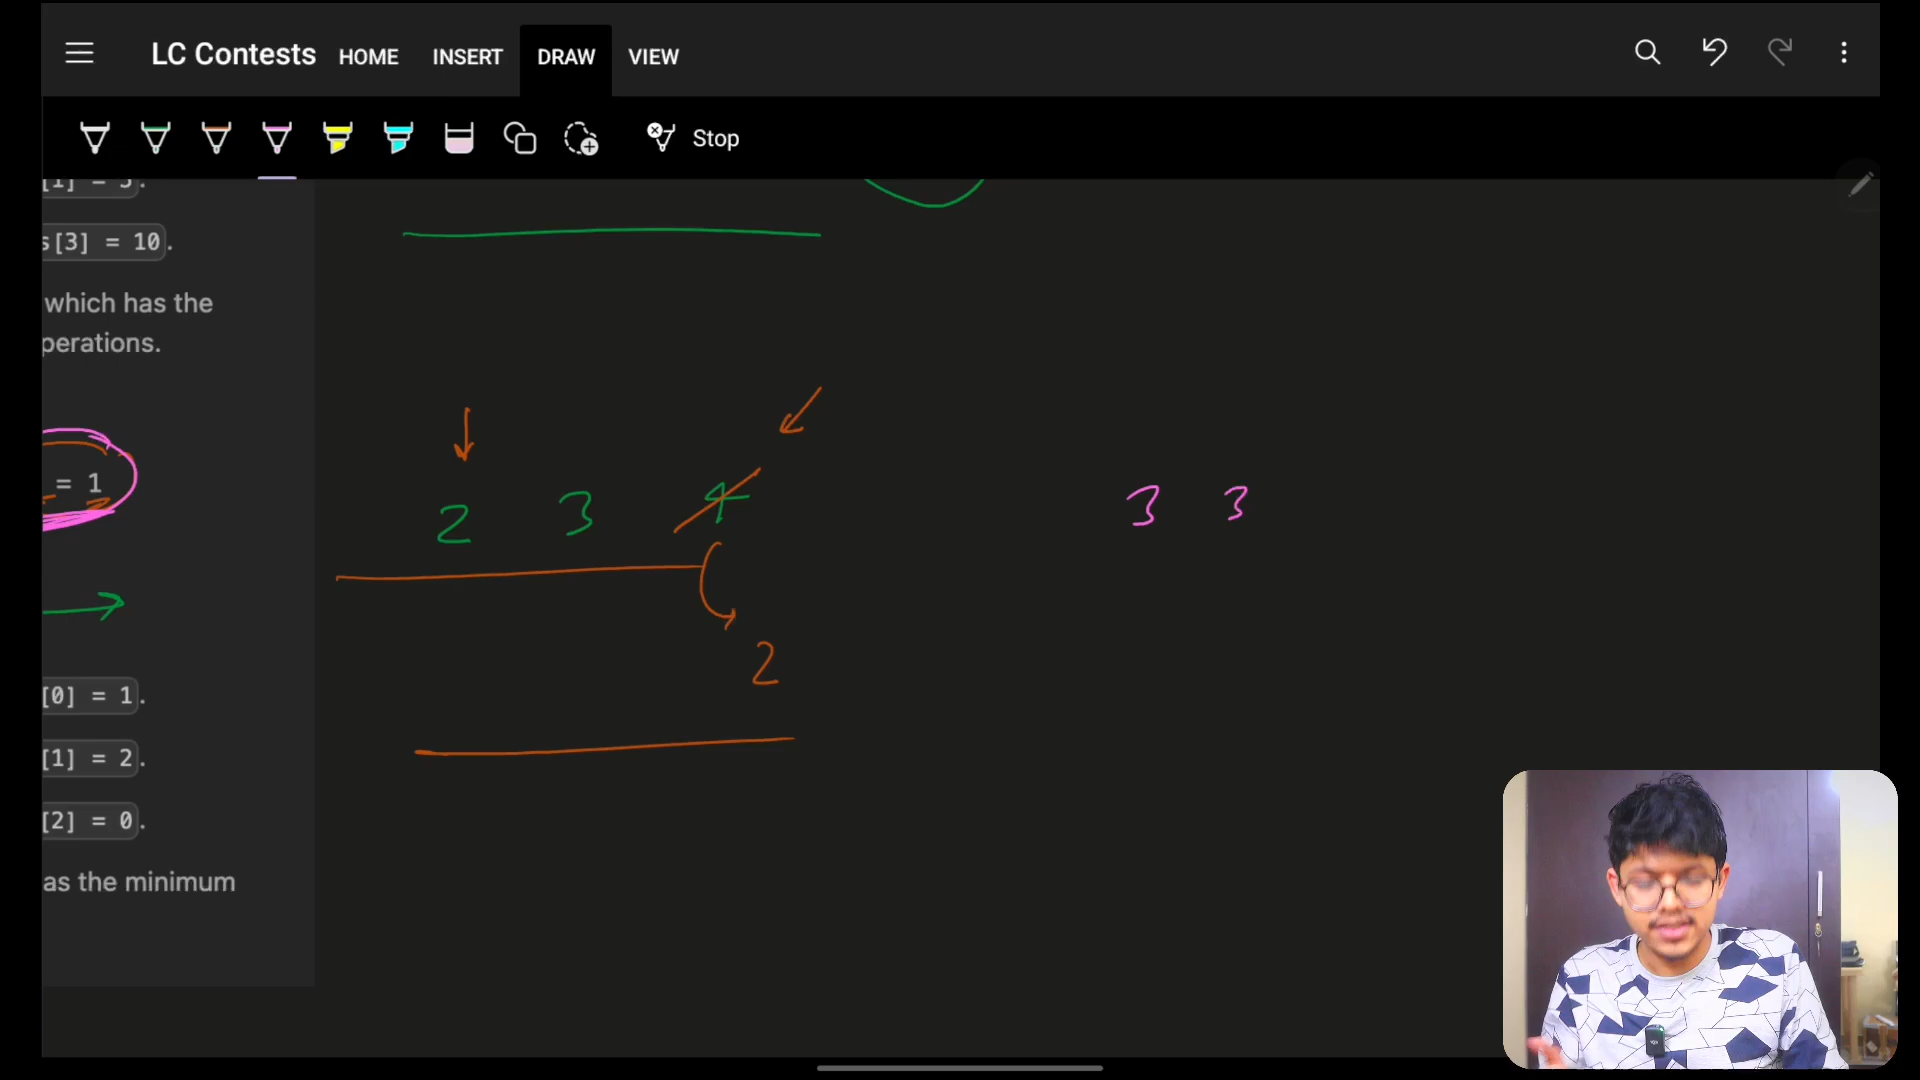 LC Contests HOME INSERT DRAW VIEW
Stop
s[3] = 10.
which has the
perations.
= 1
2 3 4 3 3
2
[0] = 1.
[1] = 2.
[2] = 0.
as the minimum